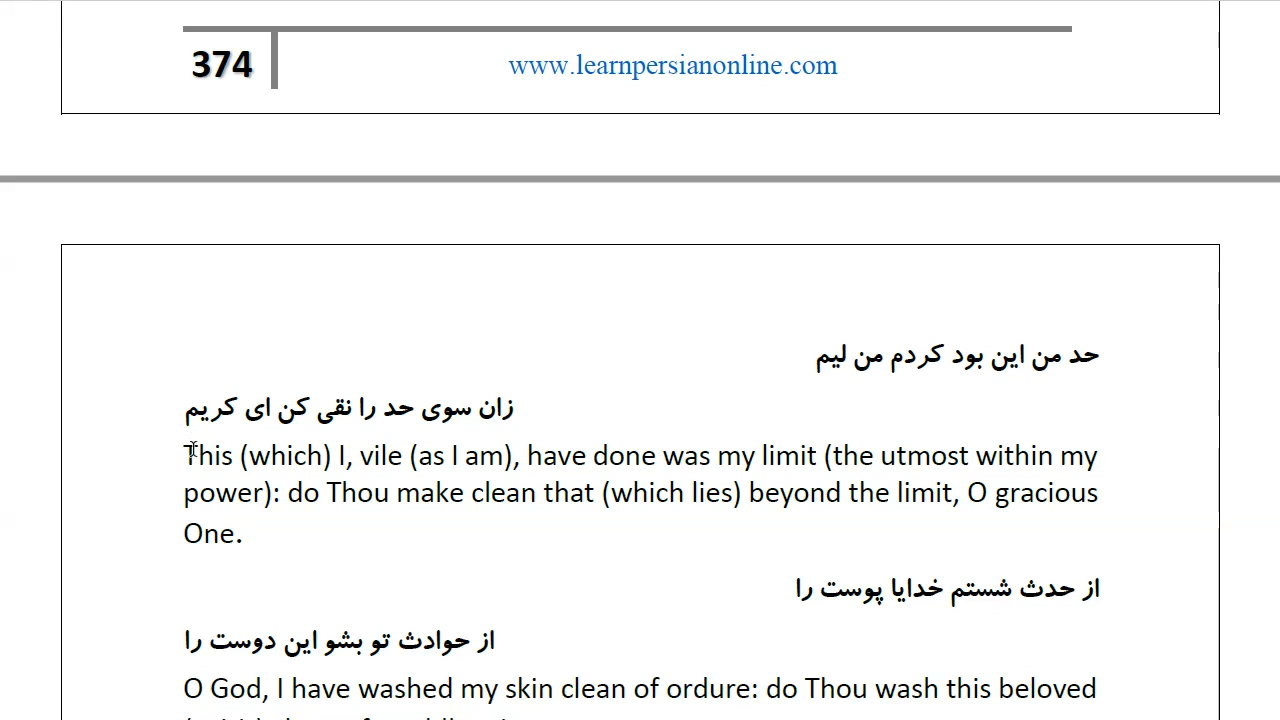 374
www.learnpersianonline.com
حد من این بود کردم من لیم
زان سوی حد را نقی کن ای کریم
This (which) I, vile (as I am), have done was my limit (the utmost within my
power): do Thou make clean that (which lies) beyond the limit, O gracious
One.
از حدث شستم خدایا پوست را
از حوادث تو بشو این دوست را
O God, I have washed my skin clean of ordure: do Thou wash this beloved